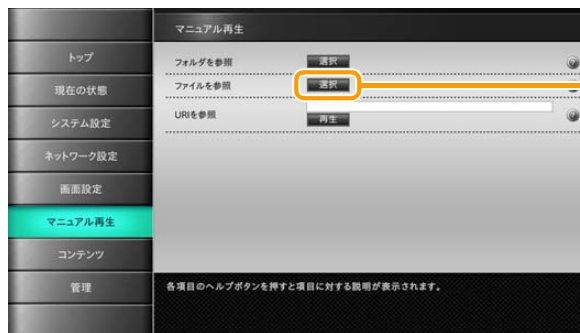 マニュアル再生
トップ
現在の状態
システム設定
ネットワーク設定
画面設定
マニュアル再生
コンテンツ
管理
フォルダを参照 選択 ?
ファイルを参照 選択
URIを参照 ?
再生
各項目のヘルプボタンを押すと項目に対する説明が表示されます。